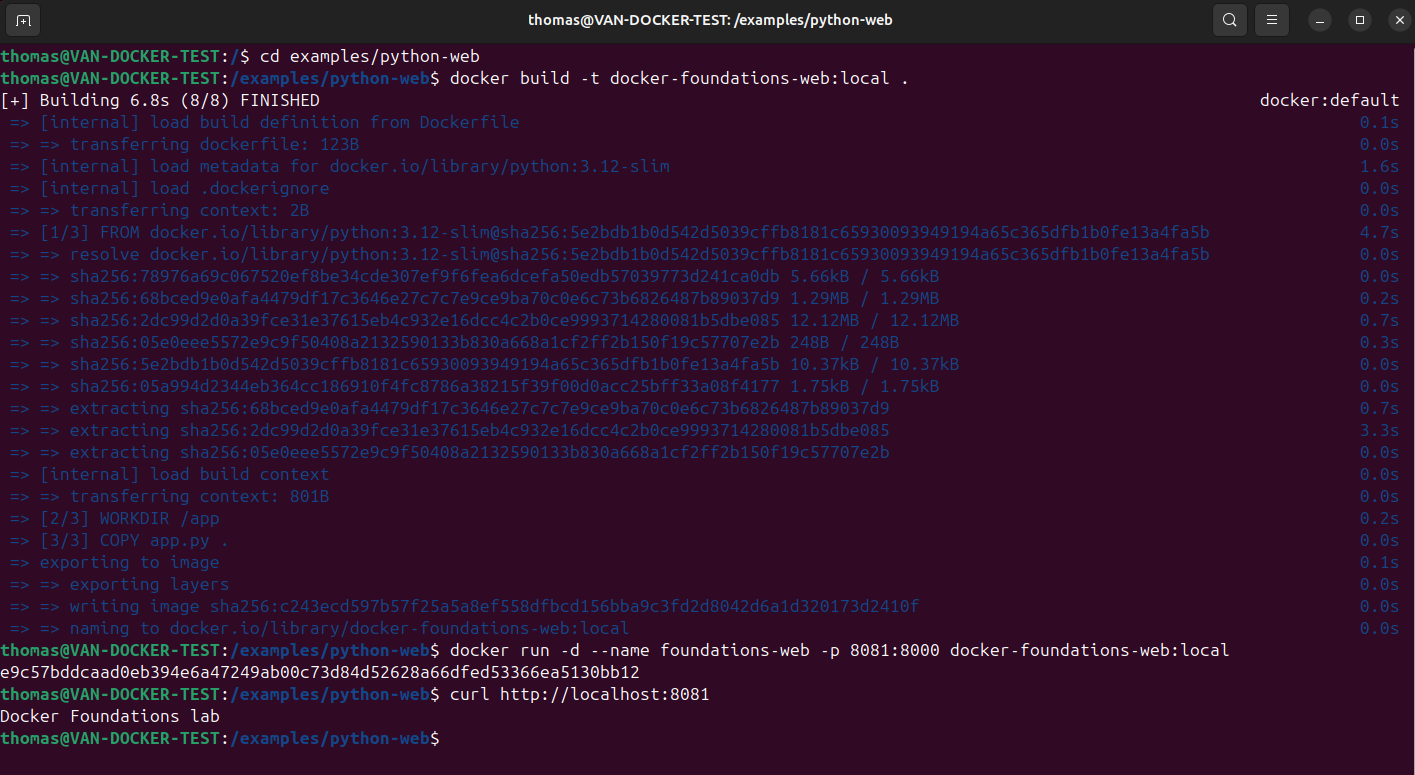 thomas@VAN-DOCKER-TEST: /examples/python-web
thomas@VAN-DOCKER-TEST:/$ cd examples/python-web
thomas@VAN-DOCKER-TEST:/examples/python-web$ docker build -t docker-foundations-web:local .
[+] Building 6.8s (8/8) FINISHED docker:default
=> [internal] load build definition from Dockerfile 0.1s
=> => transferring dockerfile: 123B 0.0s
=> [internal] load metadata for docker.io/library/python:3.12-slim 1.6s
=> [internal] load .dockerignore 0.0s
=> => transferring context: 2B 0.0s
=> [1/3] FROM docker.io/library/python:3.12-slim@sha256:5e2bdb1b0d542d5039cffb8181c65930093949194a65c365dfb1b0fe13a4fa5b 4.7s
=> => resolve docker.io/library/python:3.12-slim@sha256:5e2bdb1b0d542d5039cffb8181c65930093949194a65c365dfb1b0fe13a4fa5b 0.0s
=> => sha256:78976a69c067520ef8be34cde307ef9f6fea6dcefa50edb57039773d241ca0db 5.66kB / 5.66kB 0.0s
=> => sha256:68bced9e0afa4479df17c3646e27c7c7e9ce9ba70c0e6c73b6826487b89037d9 1.29MB / 1.29MB 0.2s
=> => sha256:2dc99d2d0a39fce31e37615eb4c932e16dcc4c2b0ce9993714280081b5dbe085 12.12MB / 12.12MB 0.7s
=> => sha256:05e0eee5572e9c9f50408a2132590133b830a668a1cf2ff2b150f19c57707e2b 248B / 248B 0.3s
=> => sha256:5e2bdb1b0d542d5039cffb8181c65930093949194a65c365dfb1b0fe13a4fa5b 10.37kB / 10.37kB 0.0s
=> => sha256:05a994d2344eb364cc186910f4fc8786a38215f39f00d0acc25bff33a08f4177 1.75kB / 1.75kB 0.0s
=> => extracting sha256:68bced9e0afa4479df17c3646e27c7c7e9ce9ba70c0e6c73b6826487b89037d9 0.7s
=> => extracting sha256:2dc99d2d0a39fce31e37615eb4c932e16dcc4c2b0ce9993714280081b5dbe085 3.3s
=> => extracting sha256:05e0eee5572e9c9f50408a2132590133b830a668a1cf2ff2b150f19c57707e2b 0.0s
=> [internal] load build context 0.0s
=> => transferring context: 801B 0.0s
=> [2/3] WORKDIR /app 0.2s
=> [3/3] COPY app.py . 0.0s
=> exporting to image 0.1s
=> => exporting layers 0.0s
=> => writing image sha256:c243ecd597b57f25a5a8ef558dfbcd156bba9c3fd2d8042d6a1d320173d2410f 0.0s
=> => naming to docker.io/library/docker-foundations-web:local 0.0s
thomas@VAN-DOCKER-TEST:/examples/python-web$ docker run -d --name foundations-web -p 8081:8000 docker-foundations-web:local
e9c57bddcaad0eb394e6a47249ab00c73d84d52628a66dfed53366ea5130bb12
thomas@VAN-DOCKER-TEST:/examples/python-web$ curl http://localhost:8081
Docker Foundations lab
thomas@VAN-DOCKER-TEST:/examples/python-web$